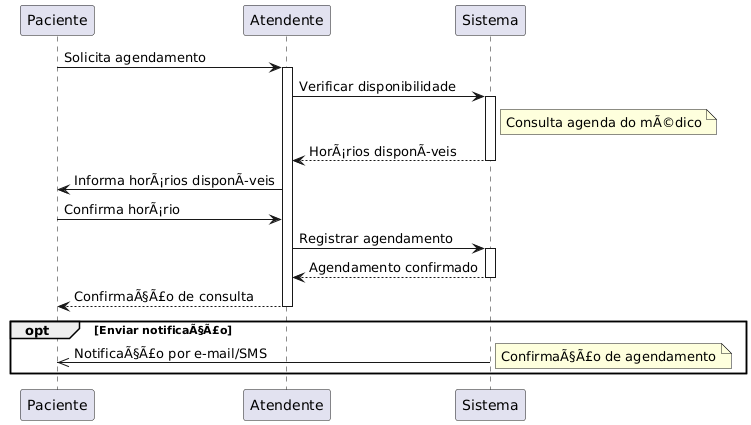 Paciente
Atendente
Sistema
Solicita agendamento
Verificar disponibilidade
Consulta agenda do mÃ©dico
HorÃ¡rios disponÃ­-veis
Informa horÃ¡rios disponÃ­-veis
Confirma horÃ¡rio
Registrar agendamento
Agendamento confirmado
ConfirmaÃ§Ã£o de consulta
opt [Enviar notificaÃ§Ã£o]
NotificaÃ§Ã£o por e-mail/SMS
ConfirmaÃ§Ã£o de agendamento
Paciente
Atendente
Sistema